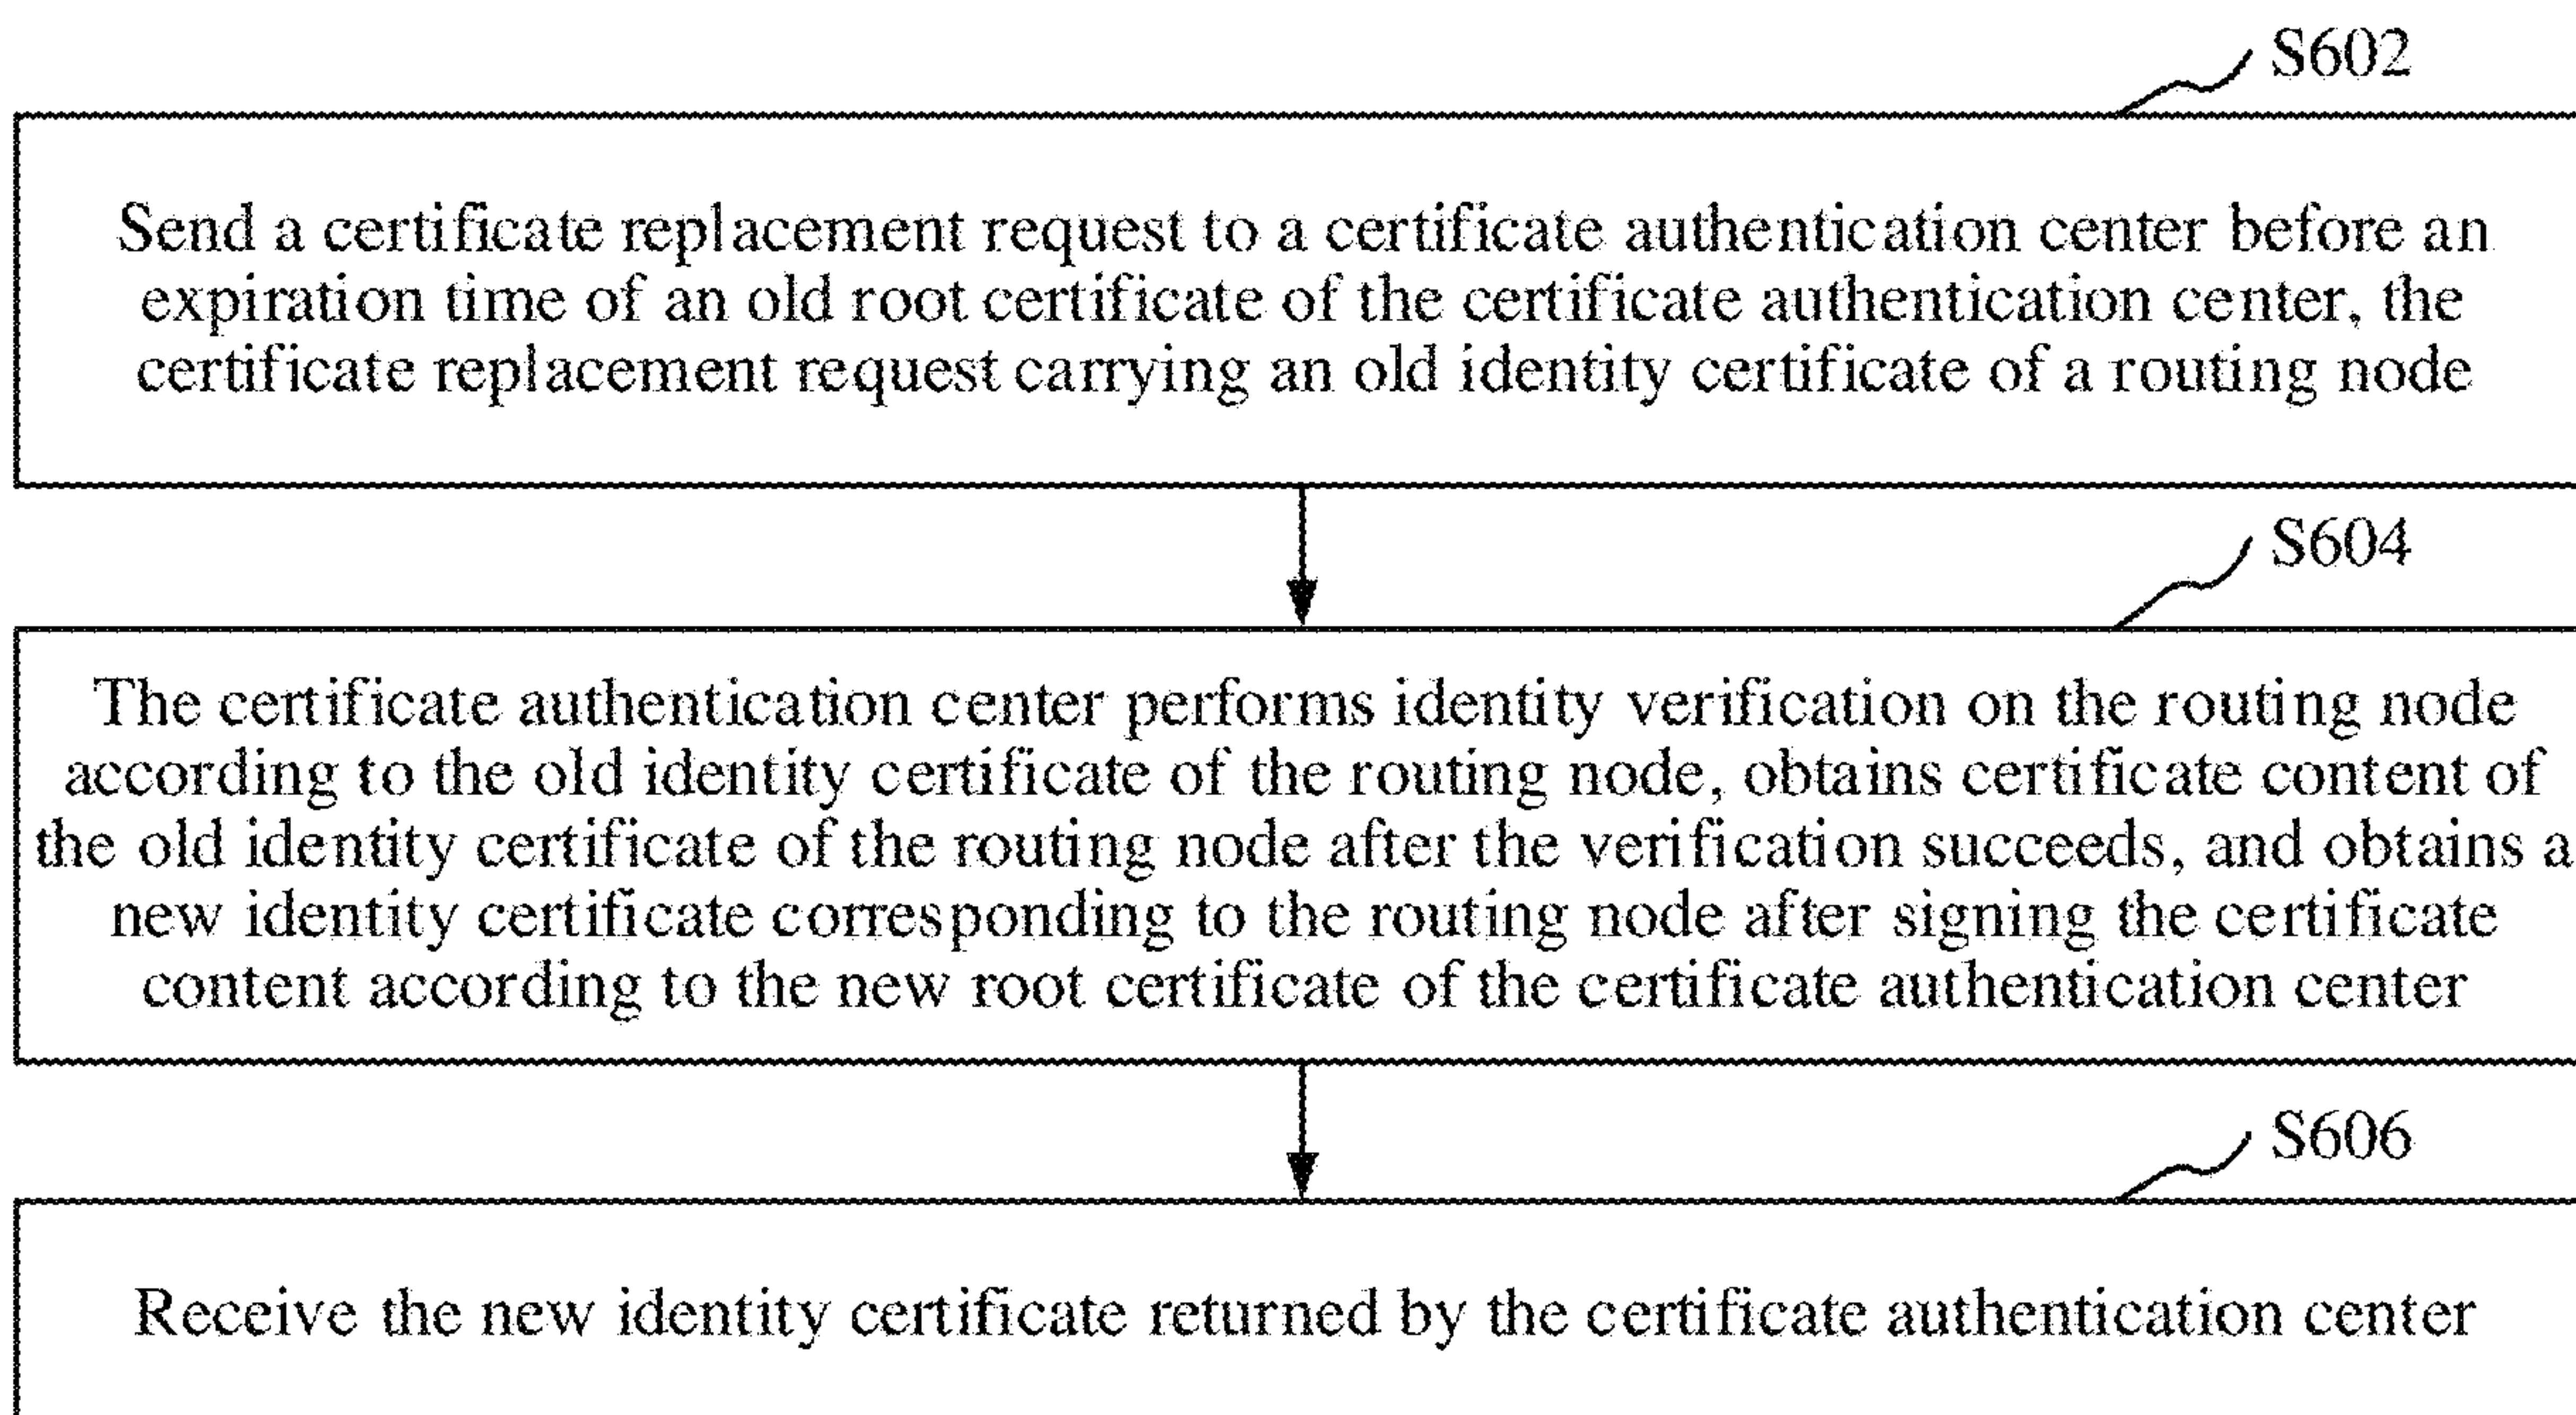 S602
Send a certificate replacement request to a certificate authentication center before an
expiration time of an old root certificate of the certificate authentication center, the
certificate replacement request carrying an old identity certificate of a routing node
S604
The certificate authentication center performs identity verification on the routing node
according to the old identity certificate of the routing node, obtains certificate content of
the old identity certificate of the routing node after the verification succeeds, and obtains a
new identity certificate corresponding to the routing node after signing the certificate
content according to the new root certificate of the certificate authentication center
S606
Receive the new identity certificate returned by the certificate authentication center